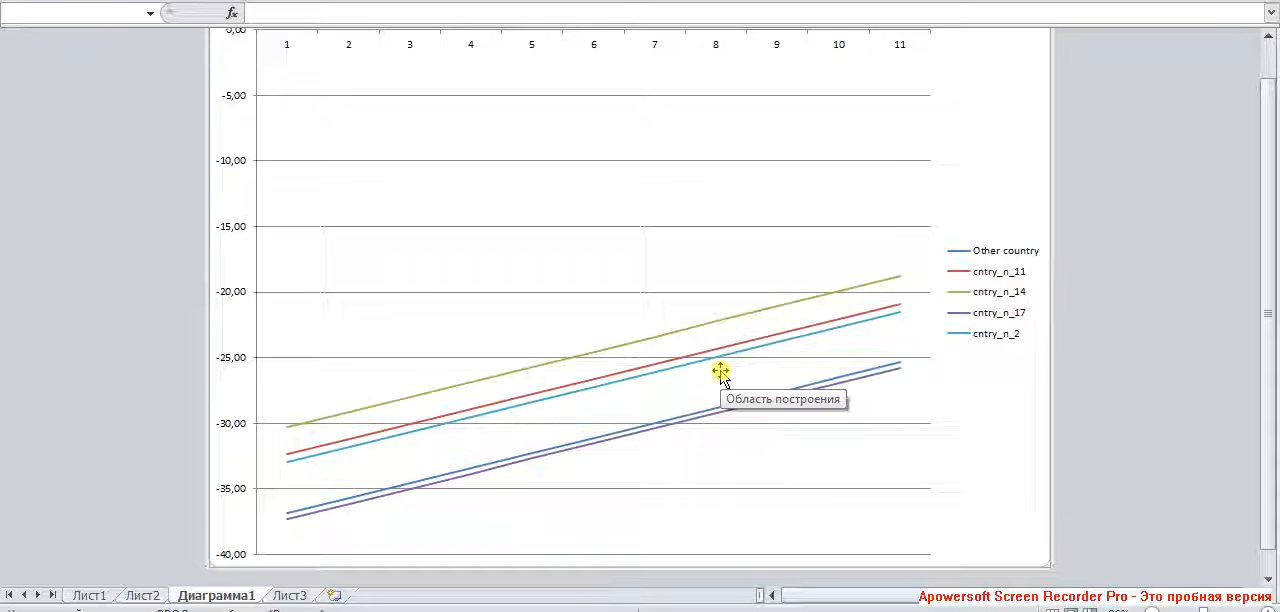 fx
0,00
1 2 3 4 5 6 7 8 9 10 11
-5,00
-10,00
-15,00
-20,00
-25,00
-30,00
-35,00
-40,00
Other country
cntry_n_11
cntry_n_14
cntry_n_17
cntry_n_2
Область построения
Лист1 Лист2 Диаграмма1 Лист3
Apowersoft Screen Recorder Pro - Это пробная версия